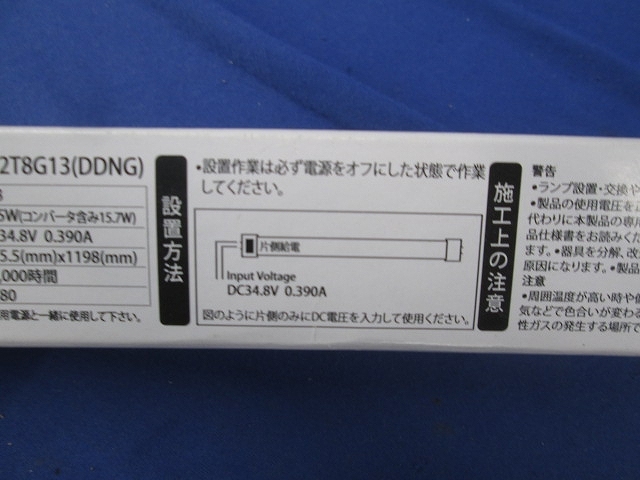 2T8G13(DDNG)
5W(コンバータ含み15.7W)
34.8V 0.390A
5.5(mm)x1198(mm)
,000時間
80
用電源と一緒に使用して下さい。
設置方法
・設置作業は必ず電源をオフにした状態で作業
してください。
片側給電
Input Voltage
DC34.8V 0.390A
図のように片側のみにDC電圧を入力して使用ください。
施工上の注意
警告
•ランプ設置・交換や
•製品の使用電圧を正
代わりに本製品の専用
品仕様書をお読みくだ
ます。•器具を分解、改
原因になります。•製品
注意
•周囲温度が高い時や
気などで色合いが変わる
性ガスの発生する場所で